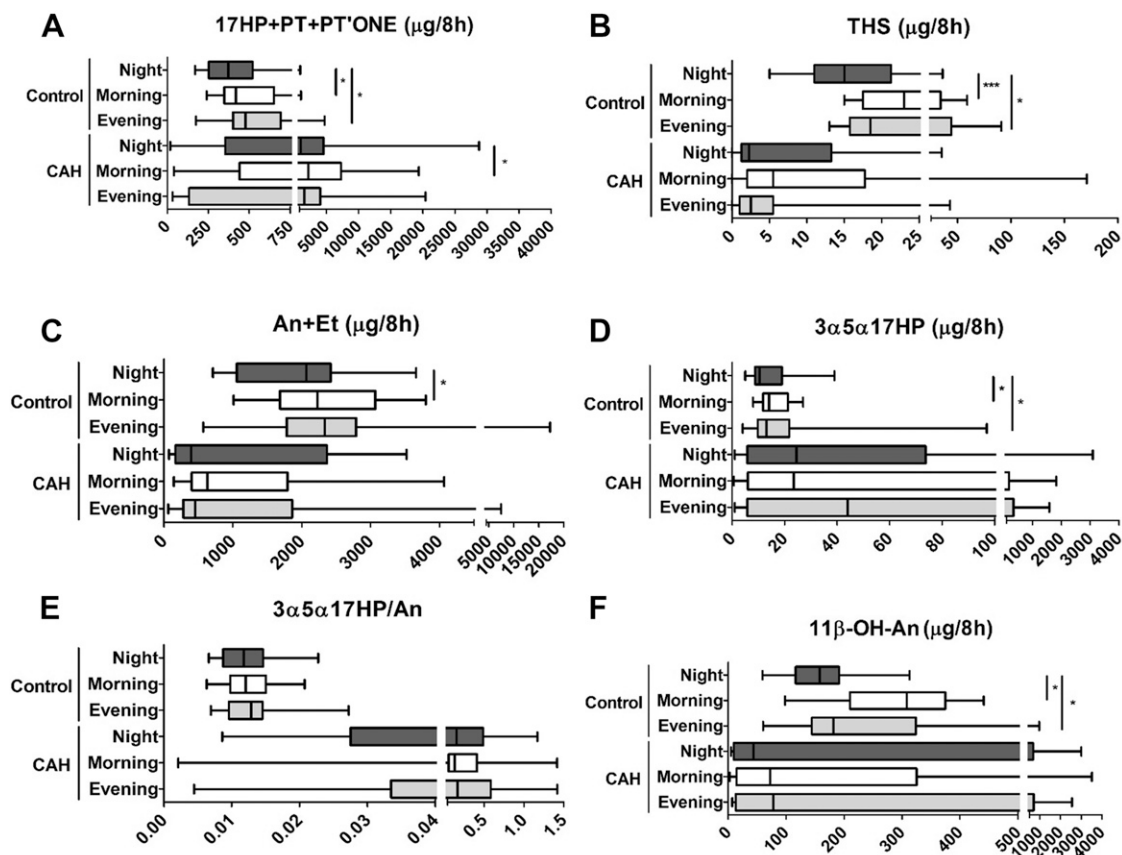 A
17HP+PT+PT'ONE (μg/8h)
Control
Night
Morning
Evening
CAH
Night
Morning
Evening
*
*
*
0 250 500 750 5000 10000 15000 20000 25000 30000 35000 40000
B
THS (μg/8h)
Control
Night
Morning
Evening
CAH
Night
Morning
Evening
***
*
0 5 10 15 20 25 50 100 150 200
C
An+Et (μg/8h)
Control
Night
Morning
Evening
CAH
Night
Morning
Evening
*
0 1000 2000 3000 4000 5000 10000 15000 20000
D
3α5α17HP (μg/8h)
Control
Night
Morning
Evening
CAH
Night
Morning
Evening
*
*
0 20 40 60 80 100 1000 2000 3000 4000
E
3α5α17HP/An
Control
Night
Morning
Evening
CAH
Night
Morning
Evening
0.00 0.01 0.02 0.03 0.04 0.5 1.0 1.5
F
11β-OH-An (μg/8h)
Control
Night
Morning
Evening
CAH
Night
Morning
Evening
*
*
0 100 200 300 400 500 1000 2000 3000 4000